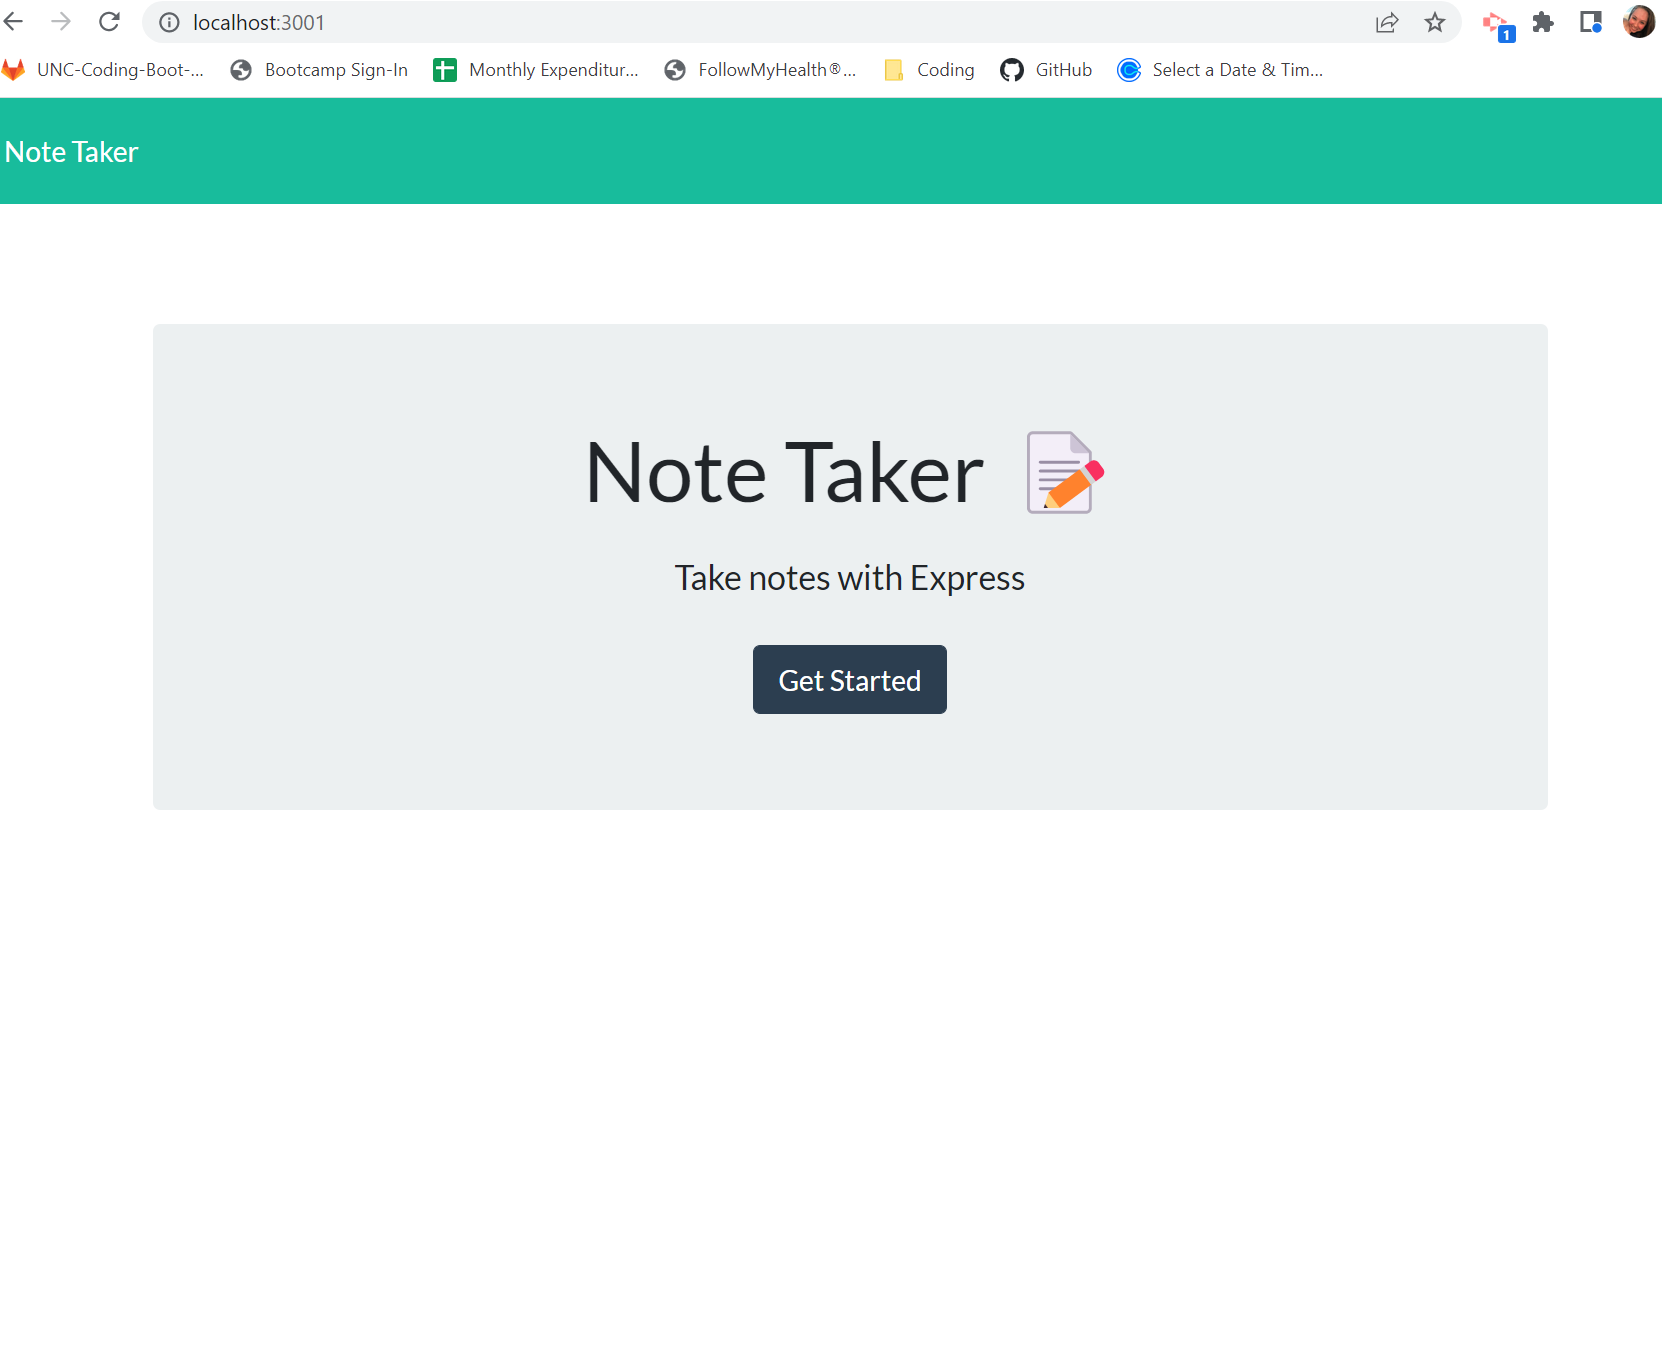 localhost:3001
1
UNC-Coding-Boot-... Bootcamp Sign-In Monthly Expenditur... FollowMyHealth®... Coding GitHub Select a Date & Tim...
Note Taker
Note Taker
Take notes with Express
Get Started